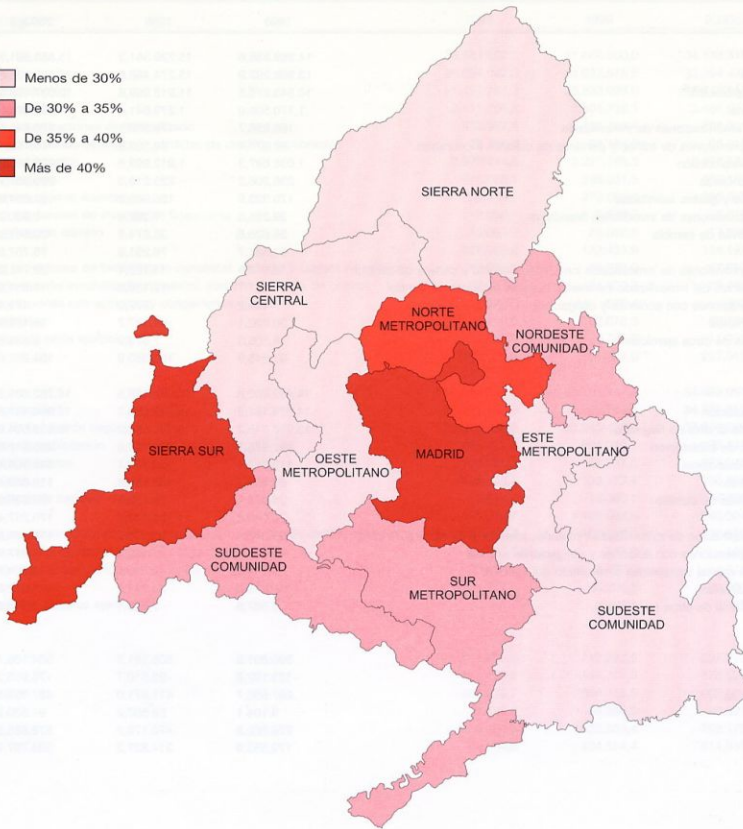 Menos de 30%
De 30% a 35%
De 35% a 40%
Más de 40%
SIERRA NORTE
SIERRA
CENTRAL
NORTE
METROPOLITANO
NORDESTE
COMUNIDAD
SIERRA SUR
OESTE
METROPOLITANO
MADRID
ESTE
METROPOLITANO
SUDOESTE
COMUNIDAD
SUR
METROPOLITANO
SUDESTE
COMUNIDAD